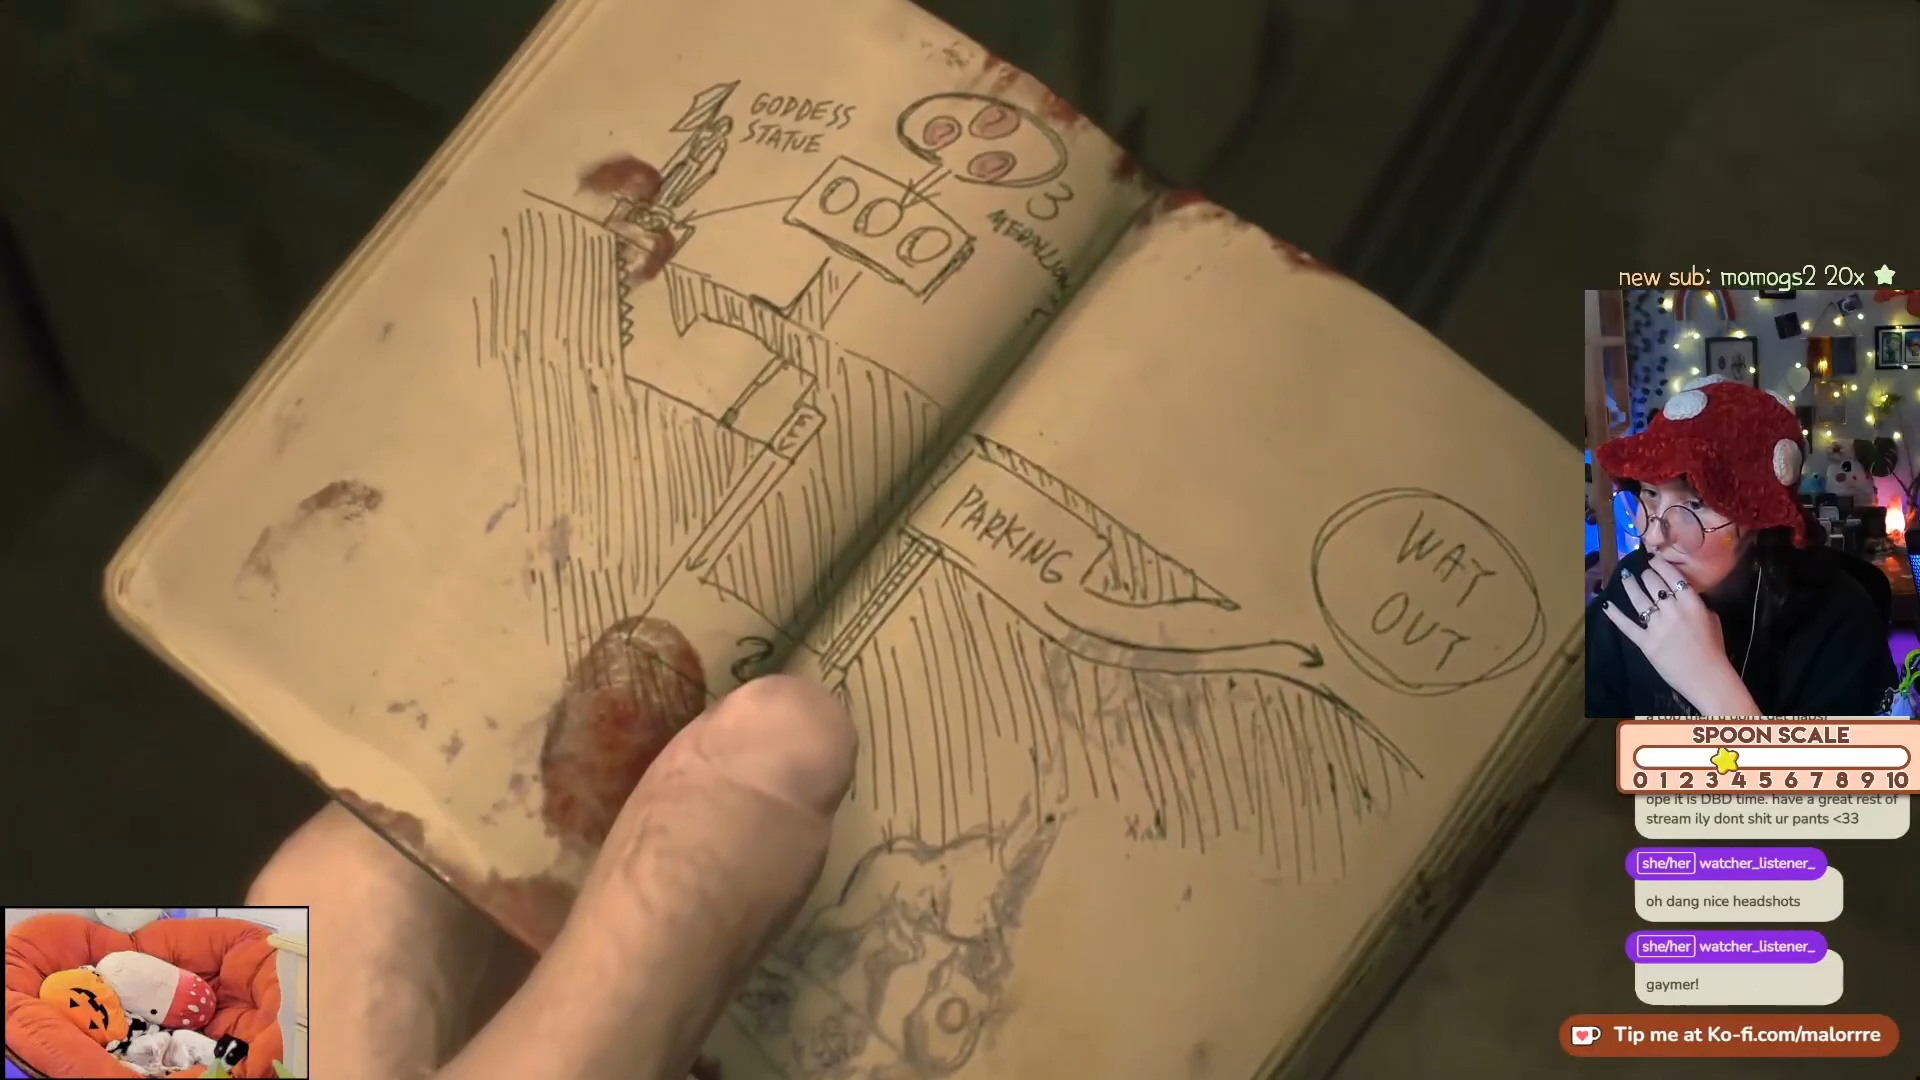 GODDESS
STATUE
3
MEDALLIONS
?
PARKING
WAY
OUT
new sub: momogs2 20x
SPOON SCALE
0 1 2 3 4 5 6 7 8 9 10
ope it is DBD time. have a great rest of
stream ily dont shit ur pants <33
she/her watcher_listener_
oh dang nice headshots
she/her watcher_listener_
gaymer!
Tip me at Ko-fi.com/malorrre